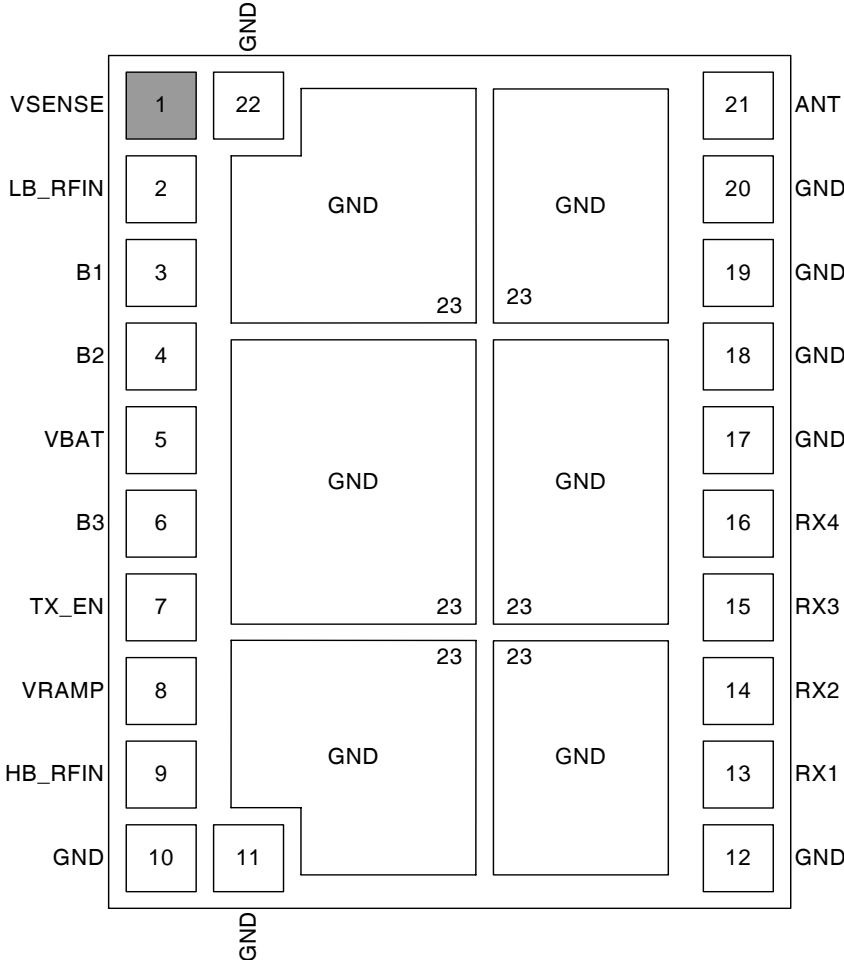 GND
VSENSE 1 22 21 ANT
LB_RFIN 2 GND GND 20 GND
B1 3 23 23 19 GND
B2 4 18 GND
VBAT 5 GND GND 17 GND
B3 6 16 RX4
TX_EN 7 23 23 15 RX3
VRAMP 8 23 23 14 RX2
HB_RFIN 9 GND GND 13 RX1
GND 10 11 12 GND
GND